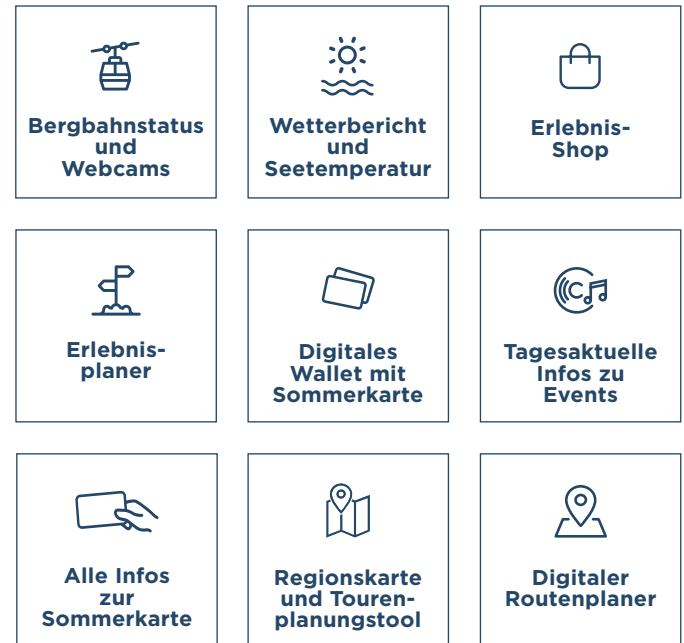 Bergbahnstatus
und
Webcams
Wetterbericht
und
Seetemperatur
Erlebnis-
Shop
Erlebnis-
planer
Digitales
Wallet mit
Sommerkarte
Tagesaktuelle
Infos zu
Events
Alle Infos
zur
Sommerkarte
Regionskarte
und Touren-
planungstool
Digitaler
Routenplaner